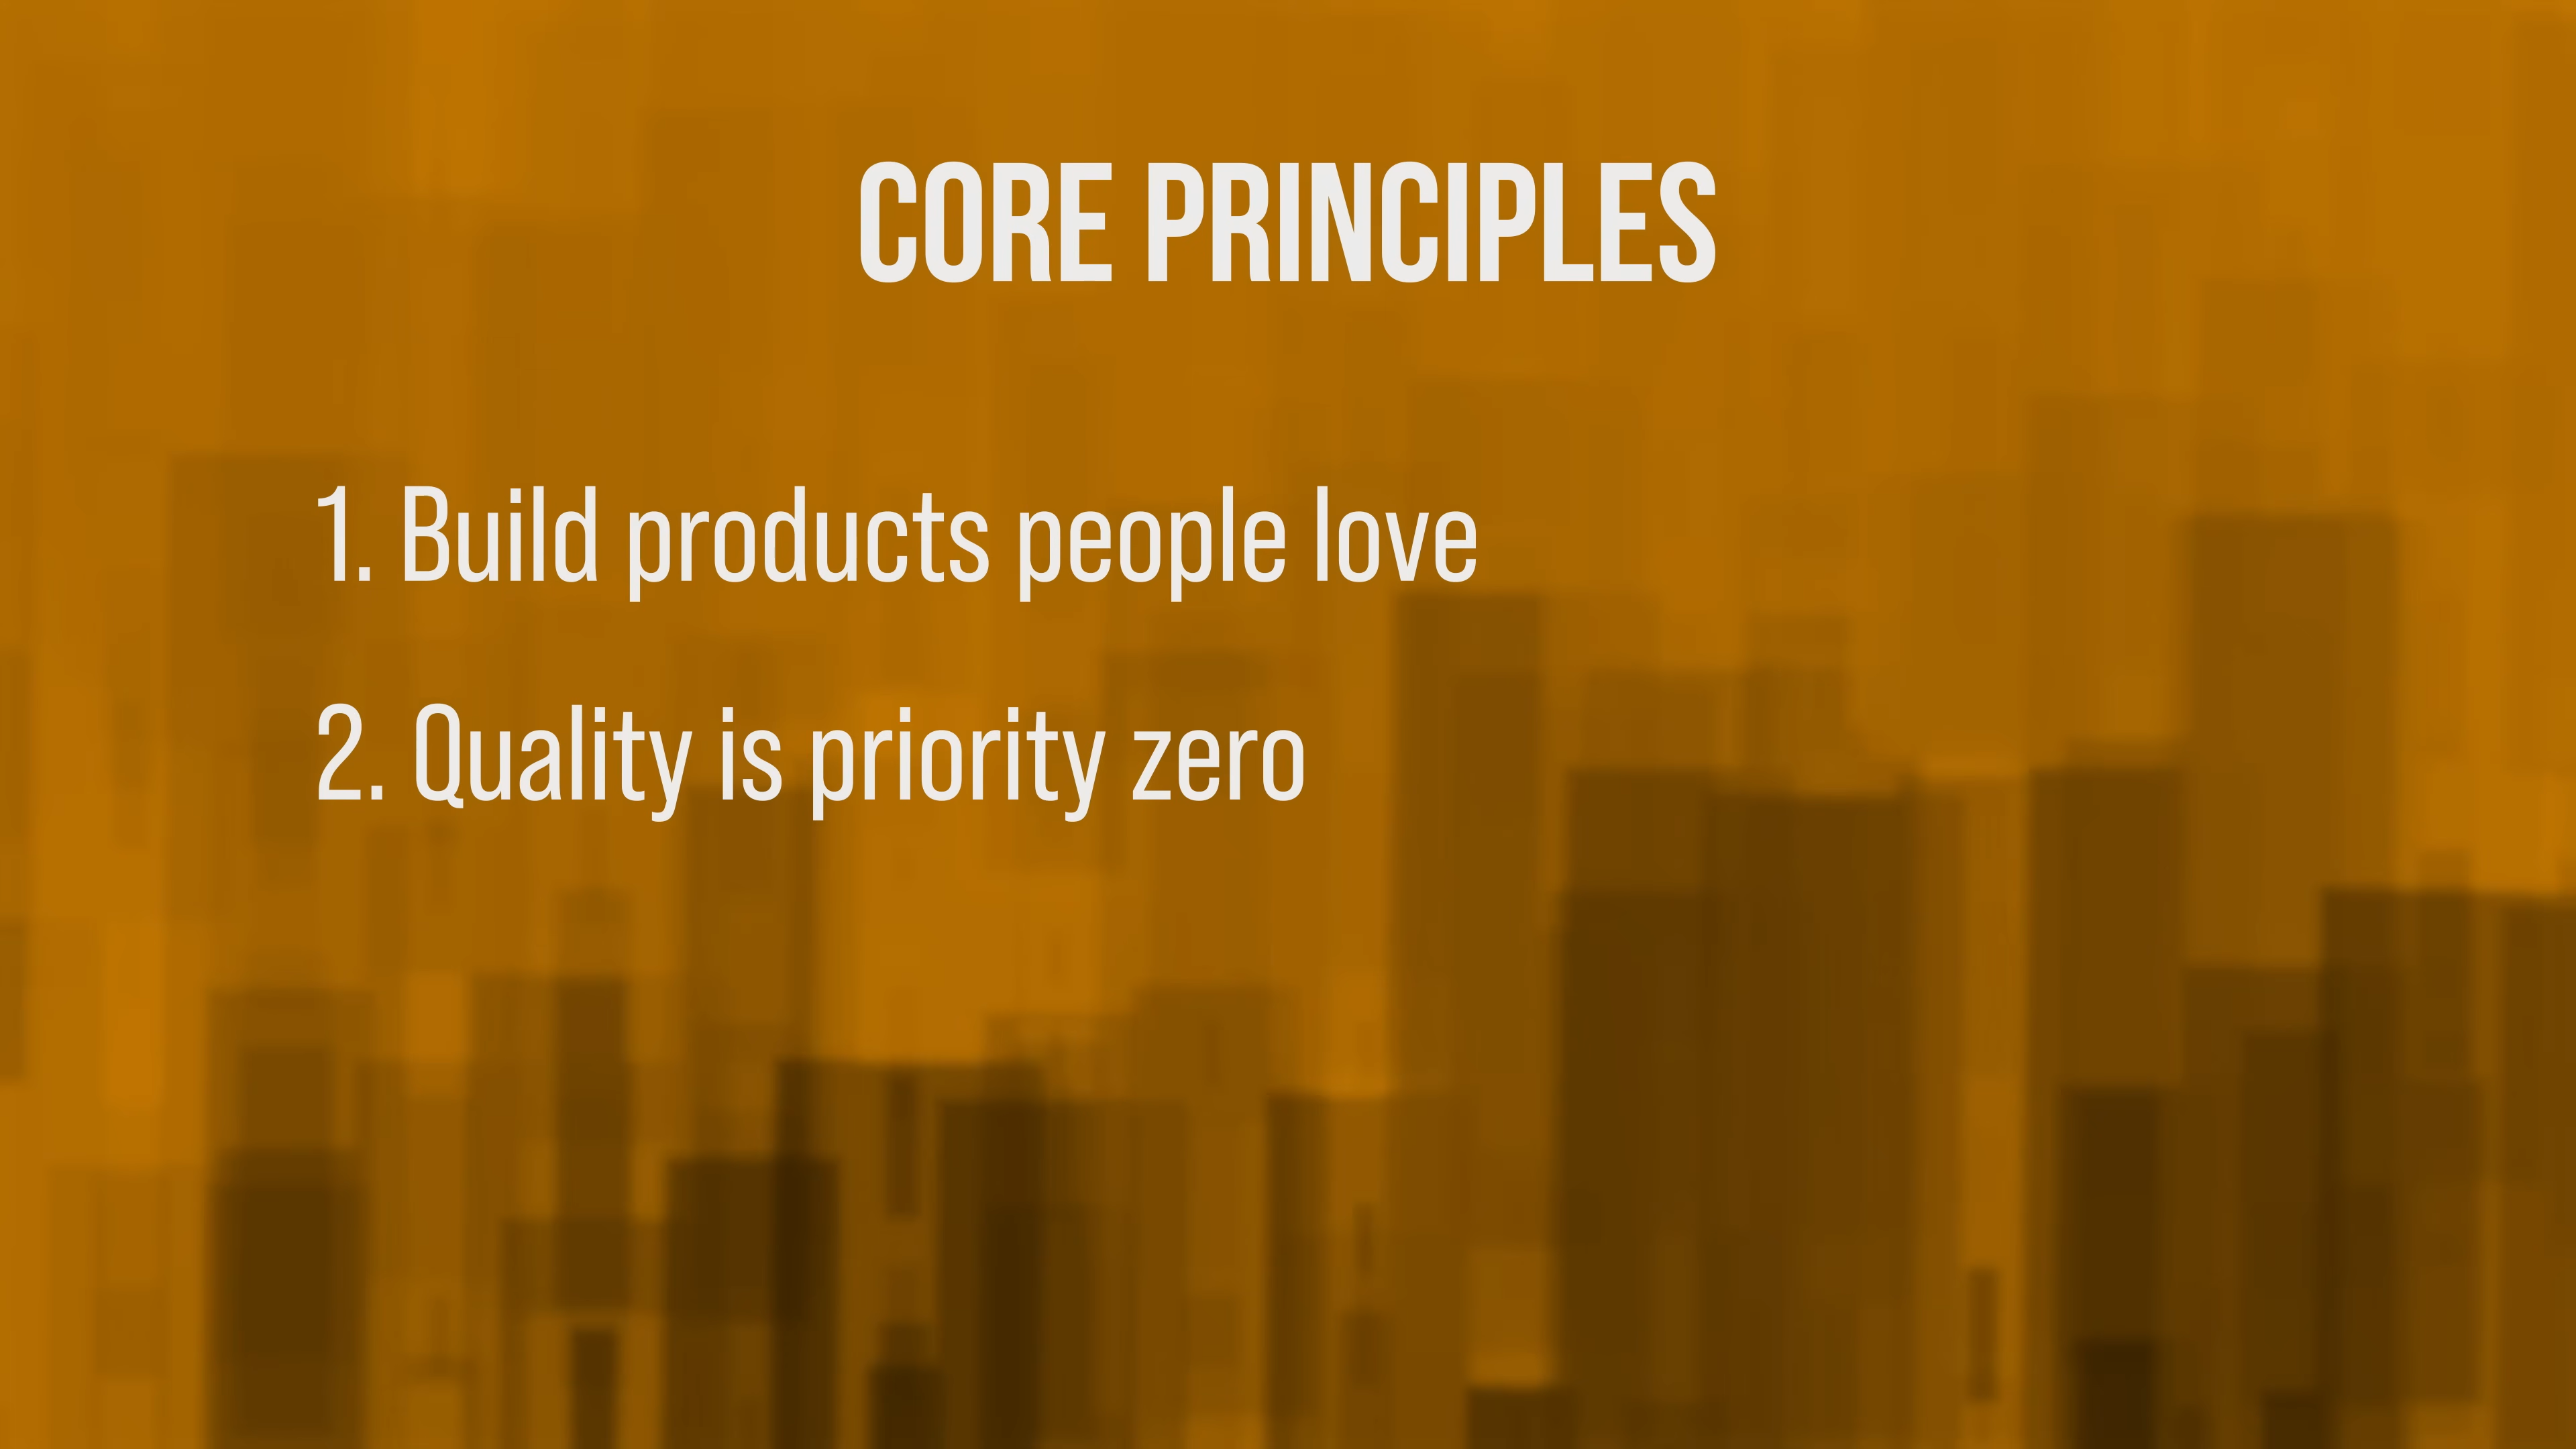 CORE PRINCIPLES
1. Build products people love
2. Quality is priority zero